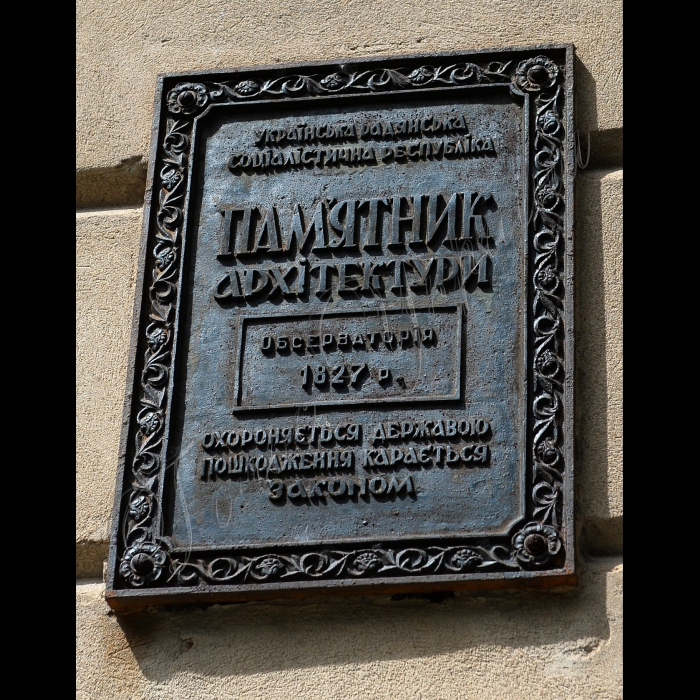 УКРАЇНСЬКА РАДЯНСЬКА
СОЦІАЛІСТИЧНА РЕСПУБЛІКА
ПАМ'ЯТНИК
АРХІТЕКТУРИ
ОБСЕРВАТОРІЯ
1827 р.
ОХОРОНЯЄТЬСЯ ДЕРЖАВОЮ
ПОШКОДЖЕННЯ КАРАЄТЬСЯ
ЗАКОНОМ